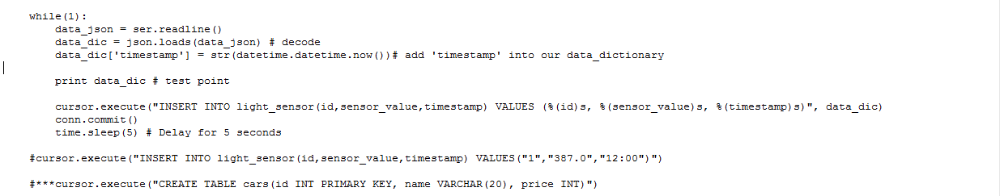 while(1):
data_json = ser.readline()
data_dic = json.loads(data_json) # decode
data_dic['timestamp'] = str(datetime.datetime.now())# add 'timestamp' into our data_dictionary
print data_dic # test point
cursor.execute("INSERT INTO light_sensor(id,sensor_value,timestamp) VALUES (%(id)s, %(sensor_value)s, %(timestamp)s)", data_dic)
conn.commit()
time.sleep(5) # Delay for 5 seconds
#cursor.execute("INSERT INTO light_sensor(id,sensor_value,timestamp) VALUES("1","387.0","12:00")")
#***cursor.execute("CREATE TABLE cars(id INT PRIMARY KEY, name VARCHAR(20), price INT)")